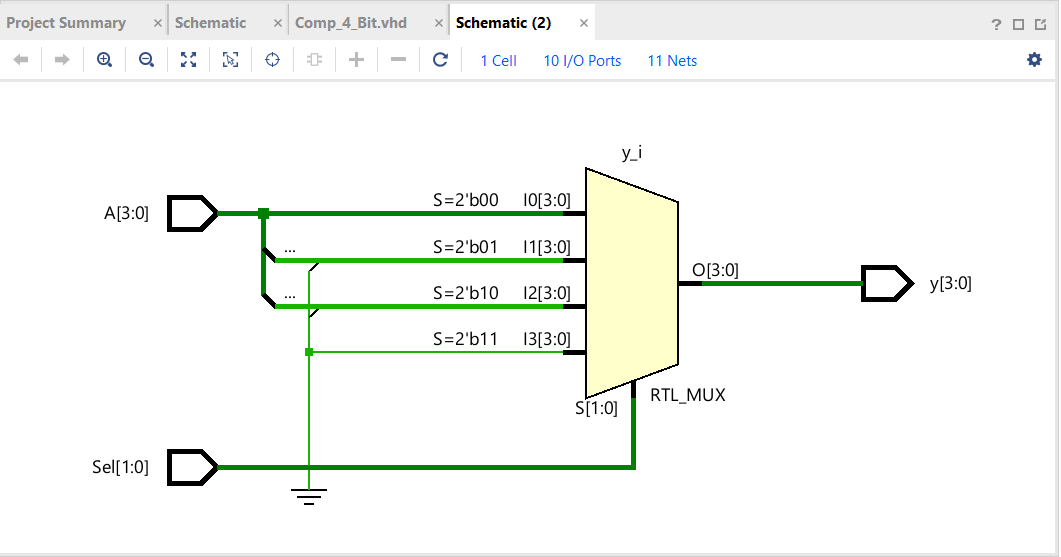 Project Summary × Schematic × Comp_4_Bit.vhd × Schematic (2) × ?
1 Cell 10 I/O Ports 11 Nets
y_i
A[3:0] S=2'b00 I0[3:0]
... S=2'b01 I1[3:0]
O[3:0] y[3:0]
... S=2'b10 I2[3:0]
S=2'b11 I3[3:0]
RTL_MUX
S[1:0]
Sel[1:0]